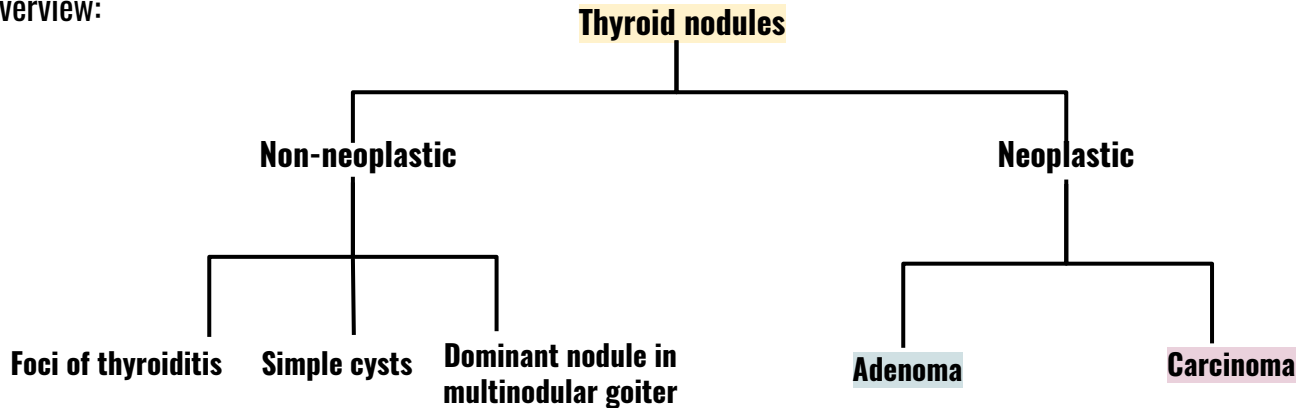 verview:
Thyroid nodules
Non-neoplastic
Neoplastic
Foci of thyroiditis
Simple cysts
Dominant nodule in
multinodular goiter
Adenoma
Carcinoma